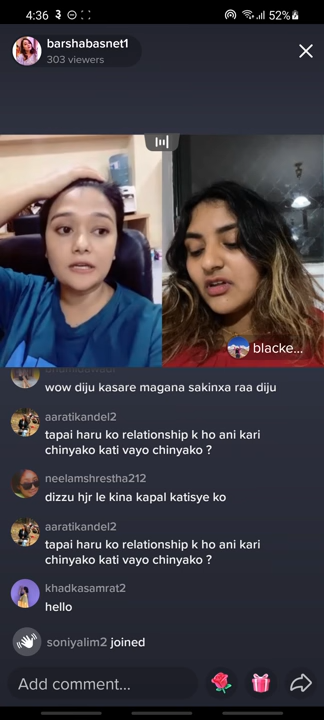 4:36
52%
barshabasnet1
303 viewers
blacke...
wow diju kasare magana sakinxa raa diju
aaratikandel2
tapai haru ko relationship k ho ani kari
chinyako kati vayo chinyako ?
neelamshrestha212
dizzu hjr le kina kapal katisye ko
aaratikandel2
tapai haru ko relationship k ho ani kari
chinyako kati vayo chinyako ?
khadkasamrat2
hello
soniyalim2 joined
Add comment...